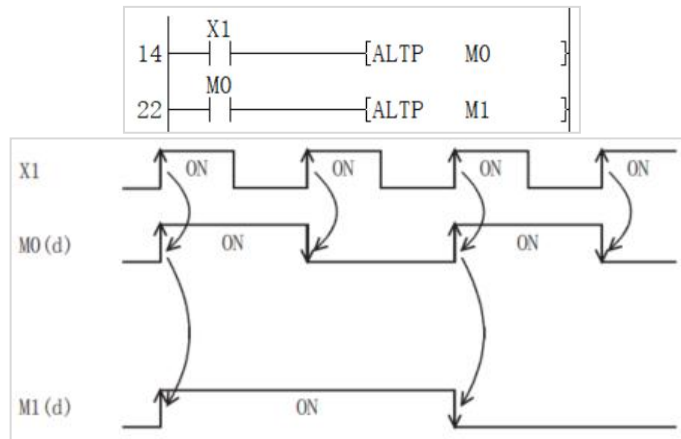 X1
14 [ALTP M0 ]
M0
22 [ALTP M1 ]
X1 ON ON ON ON
M0(d) ON ON
M1(d) ON